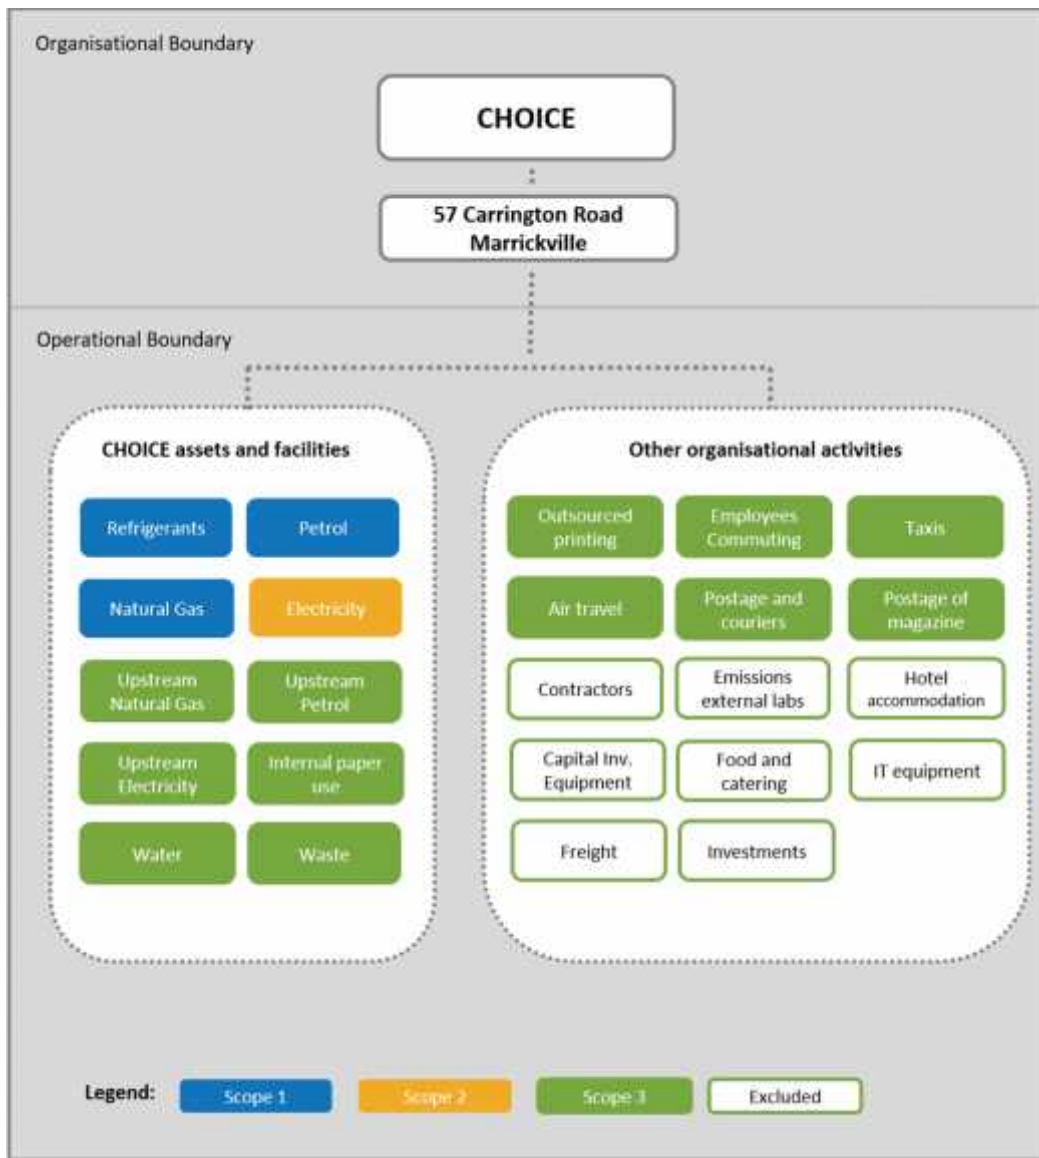 Organisational Boundary
CHOICE
57 Carrington Road
Marrickville
Operational Boundary
CHOICE assets and facilities
Refrigerants
Petrol
Natural Gas
Electricity
Upstream
Natural Gas
Upstream
Petrol
Upstream
Electricity
Internal paper
use
Water
Waste
Other organisational activities
Outsourced
printing
Employees
Commuting
Taxis
Air travel
Postage and
couriers
Postage of
magazine
Contractors
Emissions
external labs
Hotel
accommodation
Capital Inv.
Equipment
Food and
catering
IT equipment
Freight
Investments
Legend:
Scope 1
Scope 2
Scope 3
Excluded